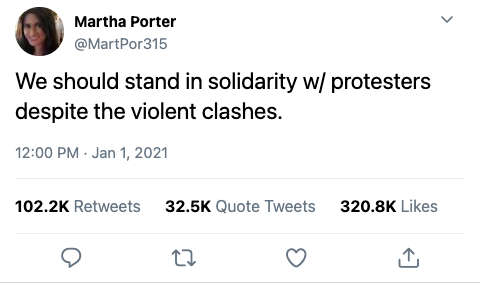 Martha Porter
@MartPor315
We should stand in solidarity w/ protesters
despite the violent clashes.
12:00 PM · Jan 1, 2021
102.2K Retweets 32.5K Quote Tweets 320.8K Likes